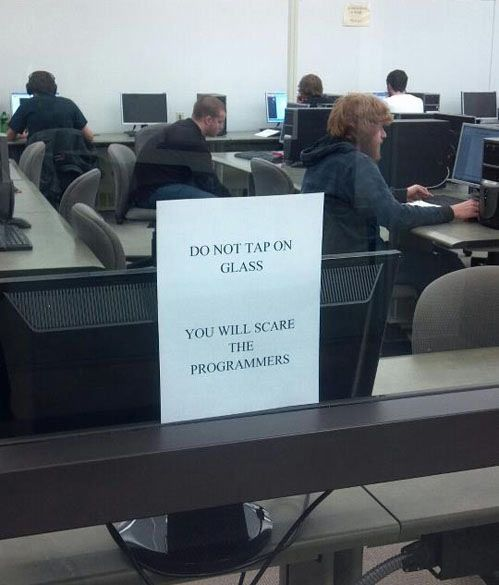 DO NOT TAP ON
GLASS
YOU WILL SCARE
THE
PROGRAMMERS